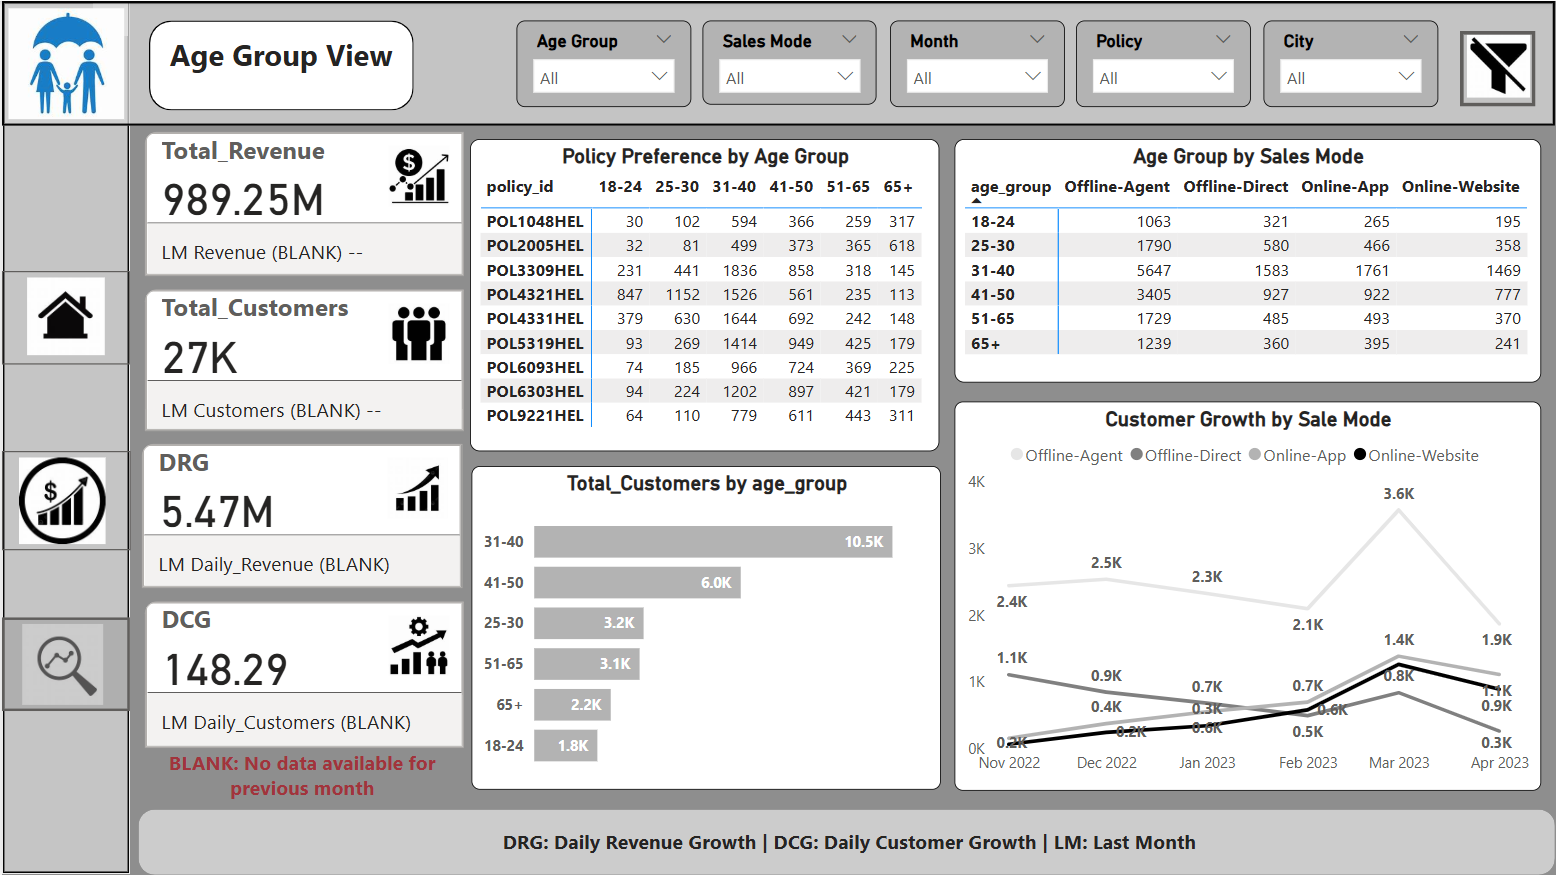 Age Group View
Age Group
All
Sales Mode
All
Month
All
Policy
All
City
All
Total_Revenue
989.25M
LM Revenue (BLANK) --
Total_Customers
27K
LM Customers (BLANK) --
DRG
5.47M
LM Daily_Revenue (BLANK)
DCG
148.29
LM Daily_Customers (BLANK)
BLANK: No data available for
previous month
Policy Preference by Age Group
policy_id 18-24 25-30 31-40 41-50 51-65 65+
POL1048HEL 30 102 594 366 259 317
POL2005HEL 32 81 499 373 365 618
POL3309HEL 231 441 1836 858 318 145
POL4321HEL 847 1152 1526 561 235 113
POL4331HEL 379 630 1644 692 242 148
POL5319HEL 93 269 1414 949 425 179
POL6093HEL 74 185 966 724 369 225
POL6303HEL 94 224 1202 897 421 179
POL9221HEL 64 110 779 611 443 311
Total_Customers by age_group
31-40 10.5K
41-50 6.0K
25-30 3.2K
51-65 3.1K
65+ 2.2K
18-24 1.8K
Age Group by Sales Mode
age_group Offline-Agent Offline-Direct Online-App Online-Website
18-24 1063 321 265 195
25-30 1790 580 466 358
31-40 5647 1583 1761 1469
41-50 3405 927 922 777
51-65 1729 485 493 370
65+ 1239 360 395 241
Customer Growth by Sale Mode
Offline-Agent Offline-Direct Online-App Online-Website
4K
3.6K
3K
2.5K
2.3K
2.4K
2K
2.1K
1.9K
1.4K
1.1K
1K
0.9K
0.7K
0.7K
0.8K
1.1K
0.4K
0.3K
0.6K
0.9K
0.2K
0.6K
0.5K
0K
0.2K
0.3K
Nov 2022 Dec 2022 Jan 2023 Feb 2023 Mar 2023 Apr 2023
DRG: Daily Revenue Growth | DCG: Daily Customer Growth | LM: Last Month